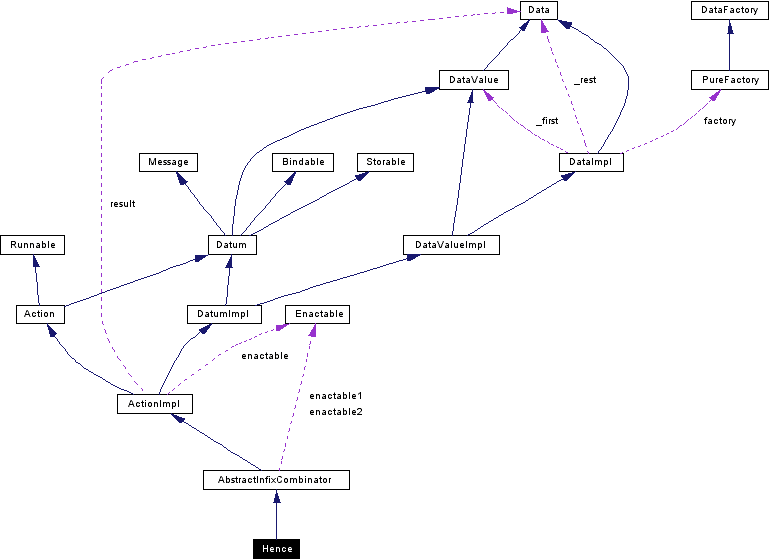 Data
DataFactory
DataValue
_rest
PureFactory
_first
factory
Message
Bindable
Storable
DataImpl
result
Runnable
Datum
DataValueImpl
Action
DatumImpl
Enactable
enactable
enactable1
ActionImpl
enactable2
AbstractInfixCombinator
Hence